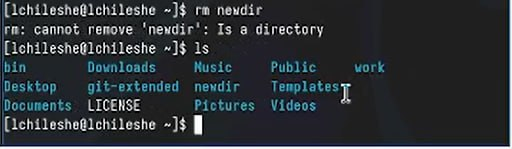 [lchileshe@lchileshe ~]$ rm newdir
rm: cannot remove 'newdir': Is a directory
[lchileshe@lchileshe ~]$ ls
bin Downloads Music Public work
Desktop git-extended newdir Templates
Documents LICENSE Pictures Videos
[lchileshe@lchileshe ~]$